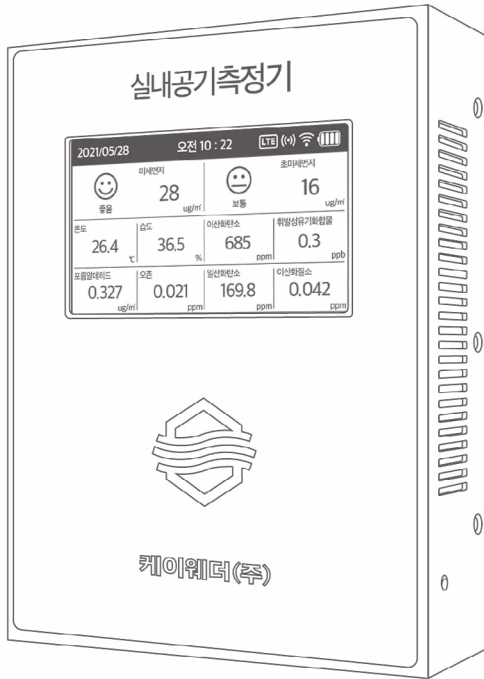 실내공기측정기
2021/05/28 오전 10 : 22 LTE
미세먼지 초미세먼지
28 16
좋음 ug/㎥ 보통 ug/㎥
온도 습도 이산화탄소 휘발성유기화합물
26.4 36.5 685 0.3
℃ % ppm ppb
포름알데히드 오존 일산화탄소 이산화질소
0.327 0.021 169.8 0.042
ug/㎥ ppm ppm ppm
케이웨더(주)